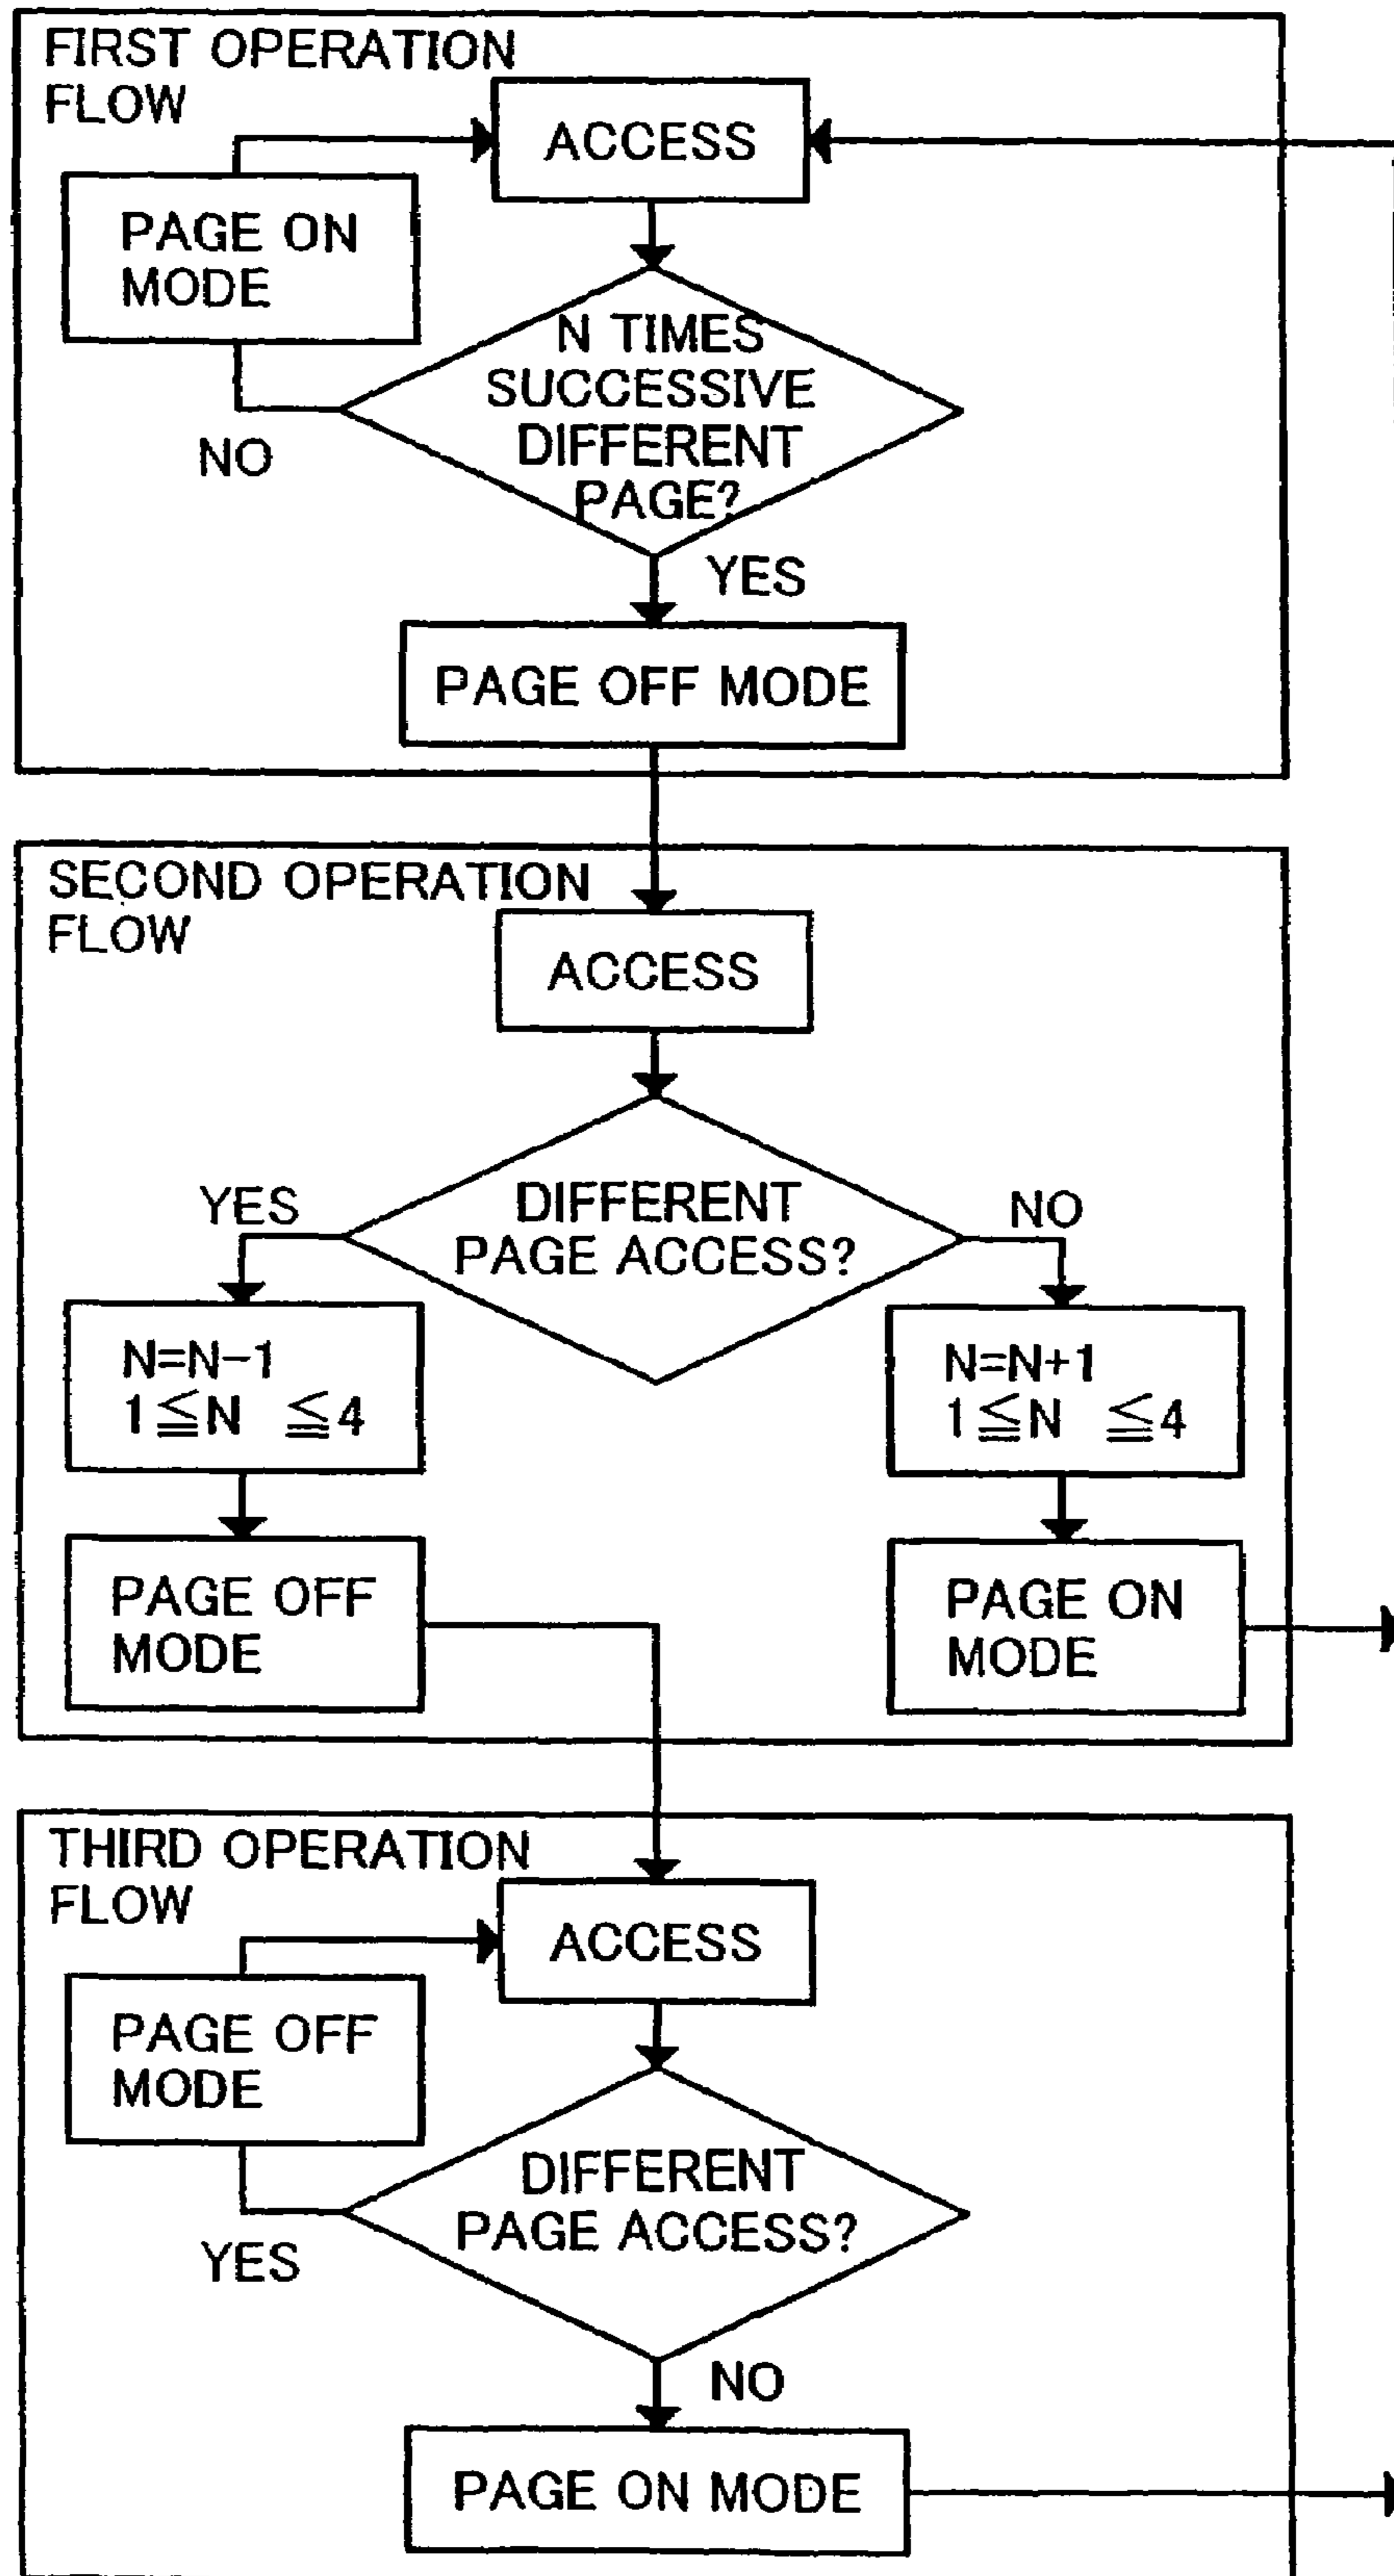 FIRST OPERATION
FLOW
ACCESS
PAGE ON
MODE
N TIMES
SUCCESSIVE
DIFFERENT
PAGE?
NO
YES
PAGE OFF MODE
SECOND OPERATION
FLOW
ACCESS
DIFFERENT
PAGE ACCESS?
YES
NO
N=N-1
1≦N ≦4
N=N+1
1≦N ≦4
PAGE OFF
MODE
PAGE ON
MODE
THIRD OPERATION
FLOW
ACCESS
PAGE OFF
MODE
DIFFERENT
PAGE ACCESS?
YES
NO
PAGE ON MODE